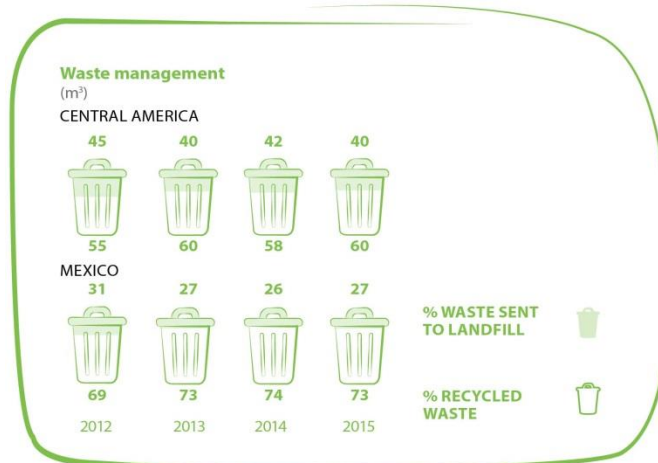 Waste management
(m³)
CENTRAL AMERICA
45 40 42 40
55 60 58 60
MEXICO
31 27 26 27
69 73 74 73
2012 2013 2014 2015
% WASTE SENT
TO LANDFILL
% RECYCLED
WASTE